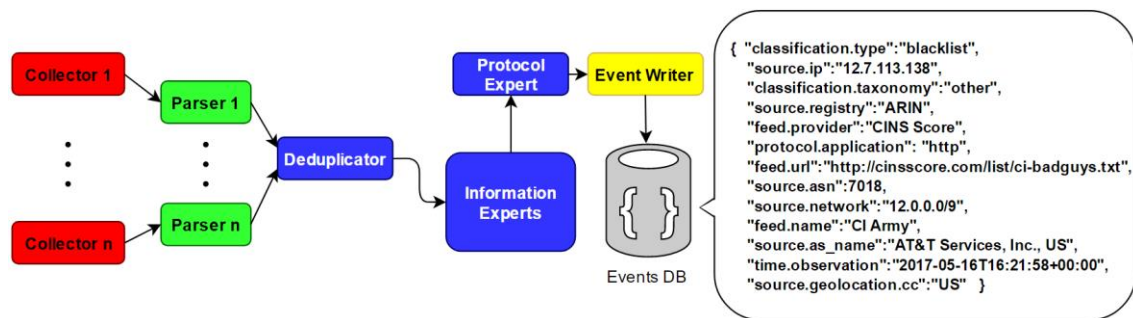 Collector 1
Parser 1
Deduplicator
Parser n
Collector n
Information
Experts
Protocol
Expert
Event Writer
{ }
Events DB
{ "classification.type":"blacklist",
"source.ip":"12.7.113.138",
"classification.taxonomy":"other",
"source.registry":"ARIN",
"feed.provider":"CINS Score",
"protocol.application": "http",
"feed.url":"http://cinsscore.com/list/ci-badguys.txt",
"source.asn":7018,
"source.network":"12.0.0.0/9",
"feed.name":"CI Army",
"source.as_name":"AT&T Services, Inc., US",
"time.observation":"2017-05-16T16:21:58+00:00",
"source.geolocation.cc":"US" }